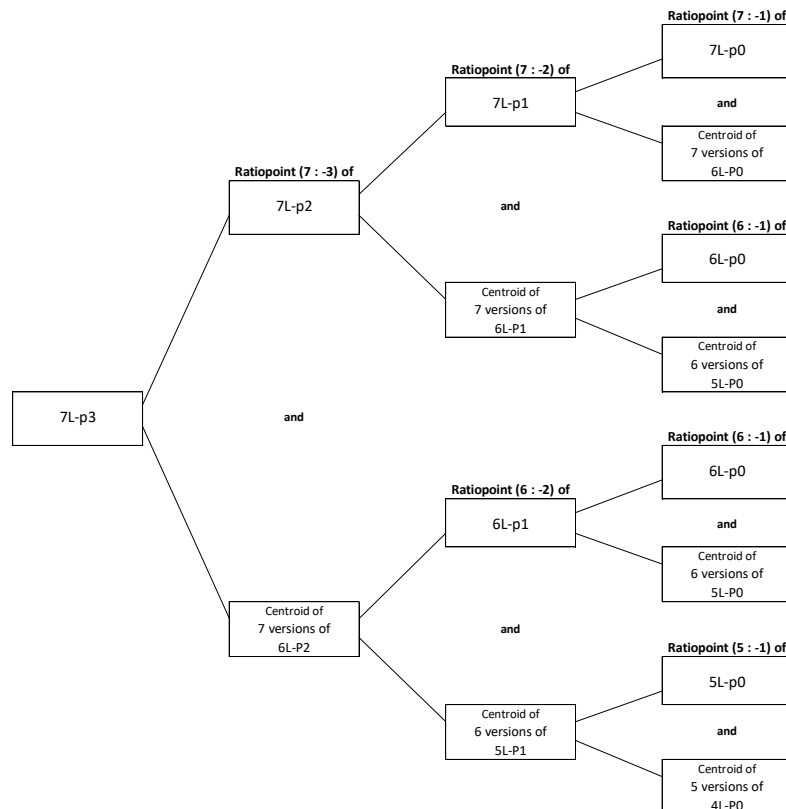 Ratiopoint (7 : -1) of
7L-p0
Ratiopoint (7 : -2) of
7L-p1
and
Centroid of
7 versions of
6L-P0
Ratiopoint (7 : -3) of
7L-p2
and
Ratiopoint (6 : -1) of
6L-p0
Centroid of
7 versions of
6L-P1
and
Centroid of
6 versions of
5L-P0
7L-p3
and
Ratiopoint (6 : -1) of
6L-p0
Ratiopoint (6 : -2) of
6L-p1
and
Centroid of
6 versions of
5L-P0
Centroid of
7 versions of
6L-P2
and
Ratiopoint (5 : -1) of
5L-p0
Centroid of
6 versions of
5L-P1
and
Centroid of
5 versions of
4L-P0